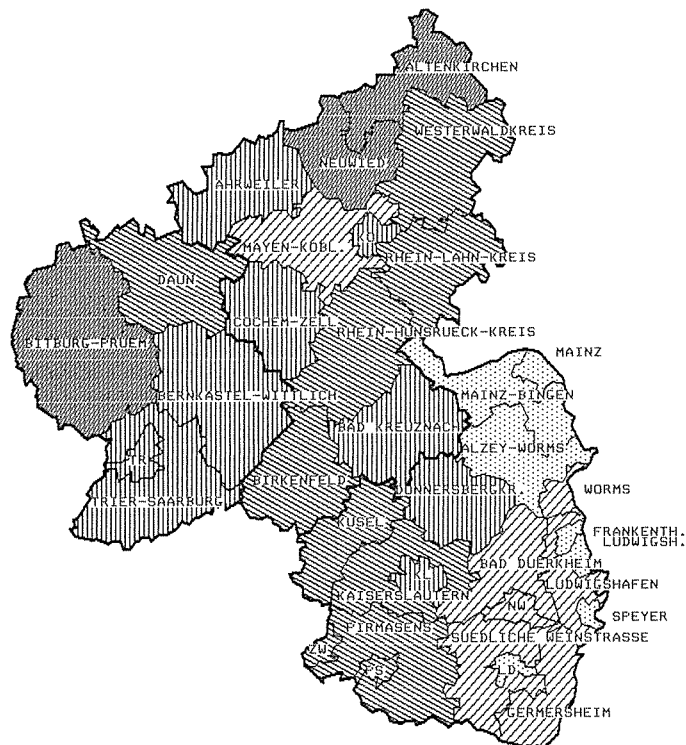 ALTENKIRCHEN
WESTERWALDKREIS
NEUWIED
AHRWEILER
KO
MAYEN-KOBL.
RHEIN-LAHN-KREIS
DAUN
COCHEM-ZELL
RHEIN-HUNSRUECK-KREIS
BITBURG-PRUEM
MAINZ
BERNKASTEL-WITTLICH
MAINZ-BINGEN
BAD KREUZNACH
ALZEY-WORMS
TR
BIRKENFELD
DONNERSBERGKR.
TRIER-SAARBURG
WORMS
KUSEL
FRANKENTH.
LUDWIGSH.
BAD DUERKHEIM
KL
LUDWIGSHAFEN
KAISERSLAUTERN
NW
SPEYER
PIRMASENS
SUEDLICHE WEINSTRASSE
ZW
PS
LD
GERMERSHEIM